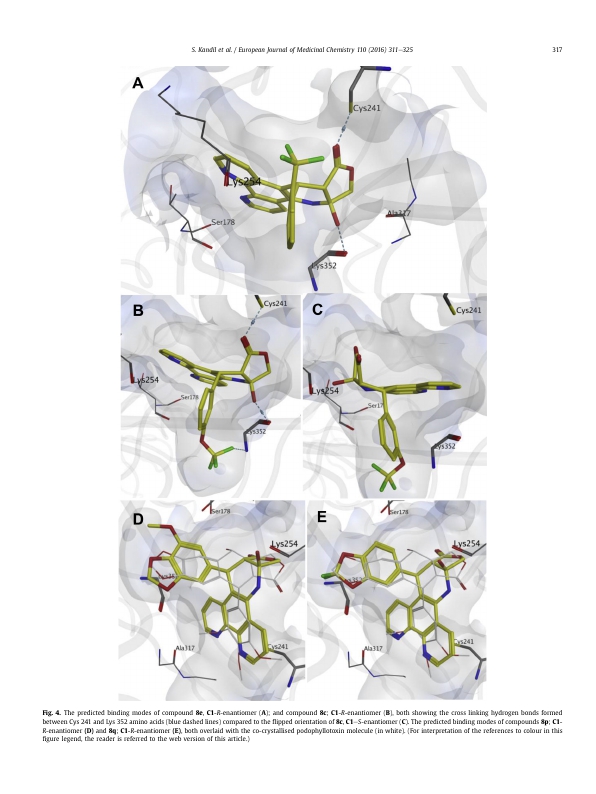 S. Kandil et al. / European Journal of Medicinal Chemistry 110 (2016) 311–325 317
A
Cys241
Lys254
Ser178
Ala317
Lys352
B
Cys241
Lys254
Ser178
Lys352
C
Cys241
Lys254
Ser17
Lys352
D
Ser178
Lys254
Ala317
Cys241
E
Ser178
Lys254
Ala317
Cys241
Fig. 4. The predicted binding modes of compound 8e, C1-R-enantiomer (A); and compound 8c; C1-R-enantiomer (B), both showing the cross linking hydrogen bonds formed
between Cys 241 and Lys 352 amino acids (blue dashed lines) compared to the flipped orientation of 8c, C1–S-enantiomer (C). The predicted binding modes of compounds 8p; C1-
R-enantiomer (D) and 8q; C1-R-enantiomer (E), both overlaid with the co-crystallised podophyllotoxin molecule (in white). (For interpretation of the references to colour in this
figure legend, the reader is referred to the web version of this article.)